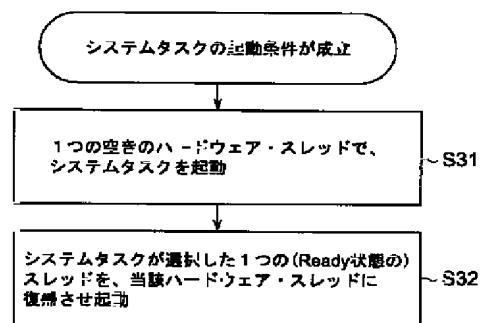 システムタスクの起動条件が成立
1つの空きのハードウェア・スレッドで、
システムタスクを起動
S31
システムタスクが選択した1つの(Ready状態の)
スレッドを、当該ハードウェア・スレッドに
復帰させ起動
S32